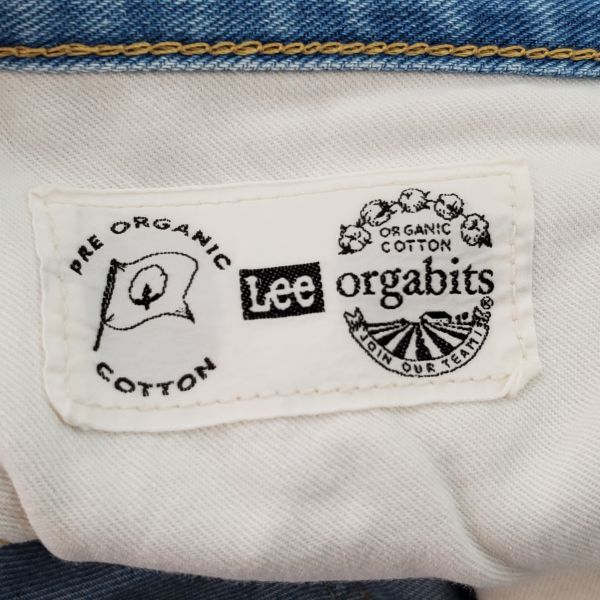 PRE ORGANIC
COTTON
Lee
ORGANIC
COTTON
orgabits
®
JOIN OUR TEAM!